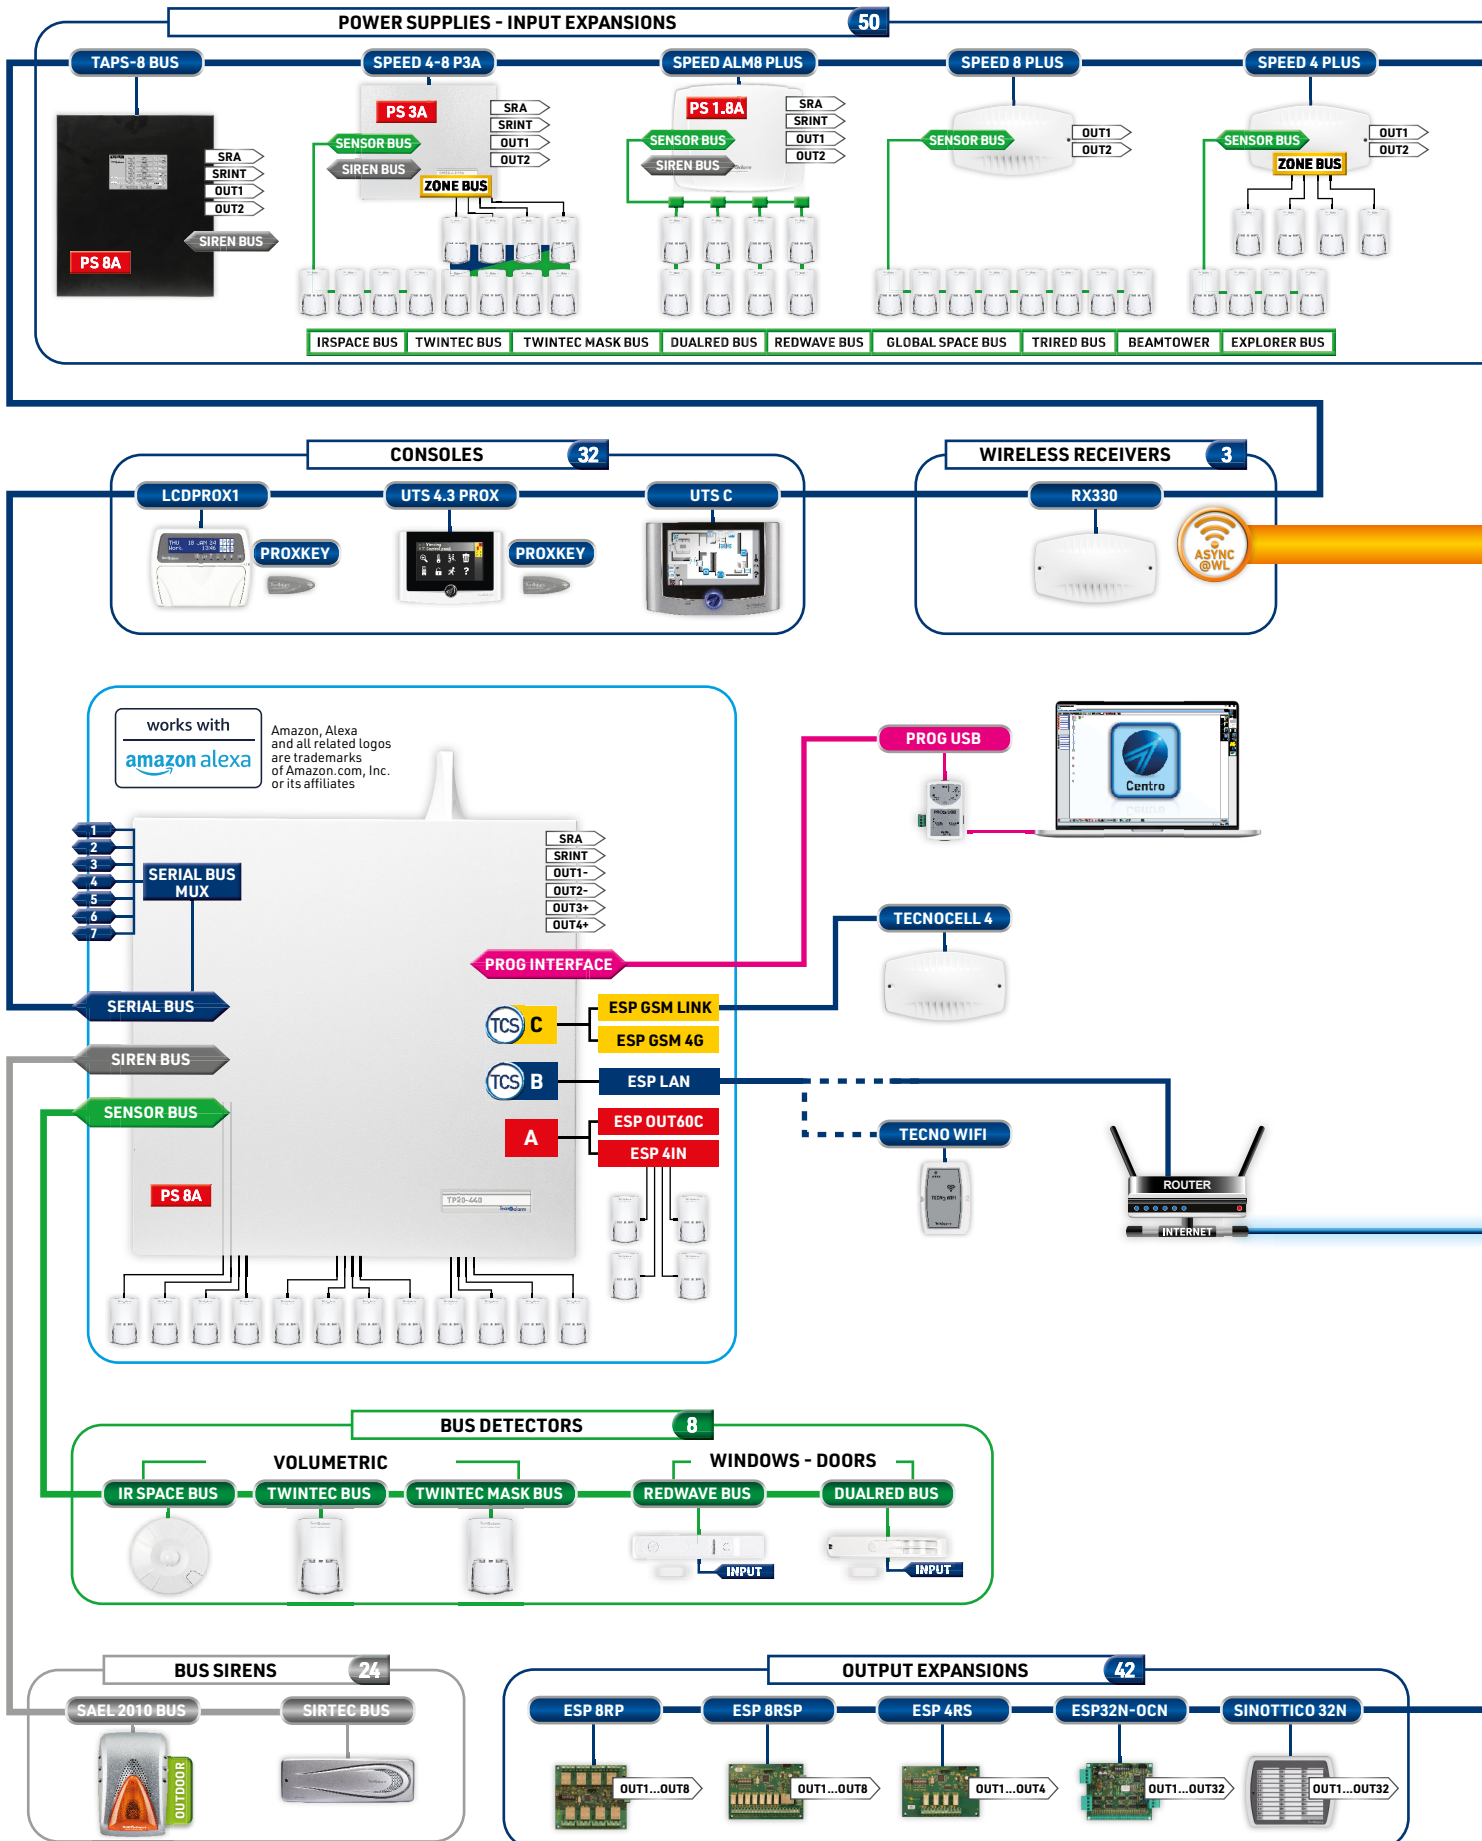 POWER SUPPLIES - INPUT EXPANSIONS 50
TAPS-8 BUS
SPEED 4-8 P3A
SPEED ALM8 PLUS
SPEED 8 PLUS
SPEED 4 PLUS
PS 8A
SRA
SRINT
OUT1
OUT2
SIREN BUS
PS 3A
SENSOR BUS
SIREN BUS
ZONE BUS
SRA
SRINT
OUT1
OUT2
PS 1.8A
SENSOR BUS
SIREN BUS
SRA
SRINT
OUT1
OUT2
SENSOR BUS
OUT1
OUT2
SENSOR BUS
ZONE BUS
OUT1
OUT2
IRSPACE BUS
TWINTEC BUS
TWINTEC MASK BUS
DUALRED BUS
REDWAVE BUS
GLOBAL SPACE BUS
TRIRED BUS
BEAMTOWER
EXPLORER BUS
CONSOLES 32
LCDPROX1
UTS 4.3 PROX
UTS C
PROXKEY
PROXKEY
WIRELESS RECEIVERS 3
RX330
ASYNC
@WL
works with
amazon alexa
Amazon, Alexa
and all related logos
are trademarks
of Amazon.com, Inc.
or its affiliates
1
2
3
4
5
6
7
SERIAL BUS
MUX
SRA
SRINT
OUT1-
OUT2-
OUT3+
OUT4+
PROG INTERFACE
SERIAL BUS
SIREN BUS
SENSOR BUS
TCS C
ESP GSM LINK
ESP GSM 4G
TCS B
ESP LAN
A
ESP OUT60C
ESP 4IN
PS 8A
TP20-440
PROG USB
Centro
TECNOCELL 4
TECNO WIFI
ROUTER
INTERNET
BUS DETECTORS 8
VOLUMETRIC
WINDOWS - DOORS
IR SPACE BUS
TWINTEC BUS
TWINTEC MASK BUS
REDWAVE BUS
DUALRED BUS
INPUT
INPUT
BUS SIRENS 24
SAEL 2010 BUS
SIRTEC BUS
OUTDOOR
OUTPUT EXPANSIONS 42
ESP 8RP
ESP 8RSP
ESP 4RS
ESP32N-OCN
SINOTTICO 32N
OUT1...OUT8
OUT1...OUT8
OUT1...OUT4
OUT1...OUT32
OUT1...OUT32